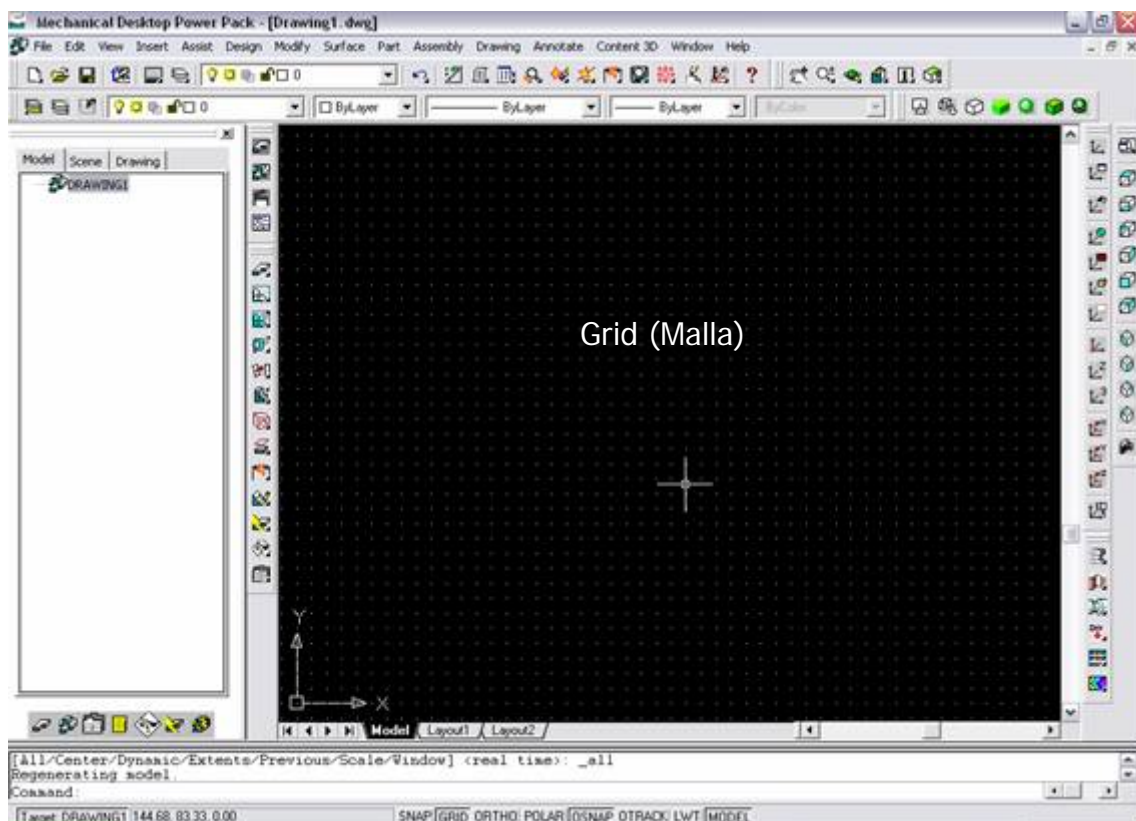 Mechanical Desktop Power Pack - [Drawing1.dwg]
File Edit View Insert Assist Design Modify Surface Part Assembly Drawing Annotate Content 3D Window Help
0
0 ByLayer ByLayer ByLayer ByColor
Model Scene Drawing
DRAWING1
Grid (Malla)
Y
X
Model Layout1 Layout2
[All/Center/Dynamic/Extents/Previous/Scale/Window] <real time>: _all
Regenerating model.
Command:
Target: DRAWING1 144.68, 83.33, 0.00 SNAP GRID ORTHO POLAR OSNAP OTRACK LWT MODEL